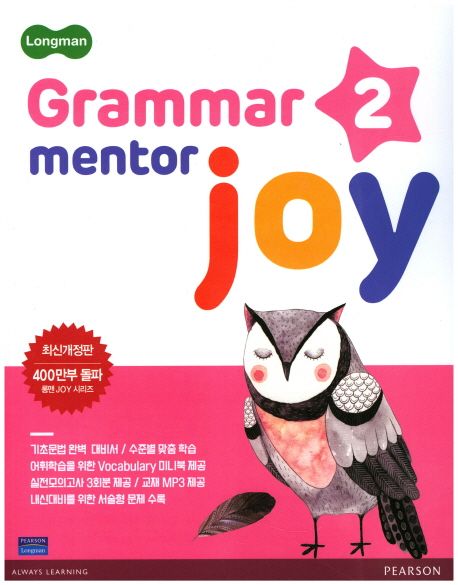 Longman
Grammar 2
mentor
joy
최신개정판
400만부 돌파
롱맨 JOY 시리즈
기초문법 완벽 대비서 / 수준별 맞춤 학습
어휘학습을 위한 Vocabulary 미니북 제공
실전모의고사 3회분 제공 / 교재 MP3 제공
내신대비를 위한 서술형 문제 수록
PEARSON
Longman
ALWAYS LEARNING
PEARSON